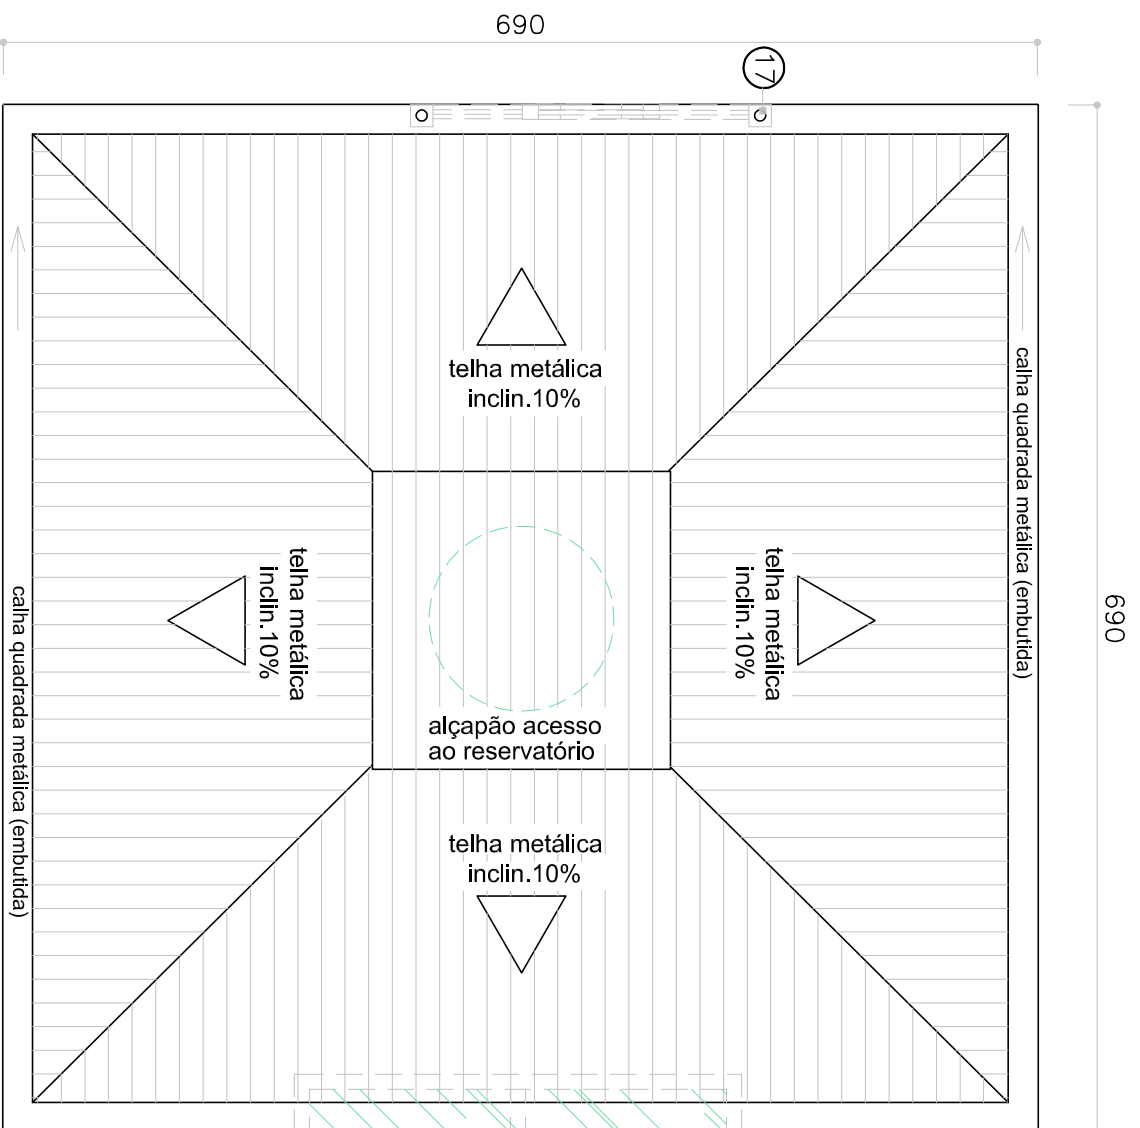 690
17
telha metálica
inclin.10%
calha quadrada metálica (embutida)
telha metálica
inclin.10%
telha metálica
inclin.10%
690
calha quadrada metálica (embutida)
alçapão acesso
ao reservatório
telha metálica
inclin.10%